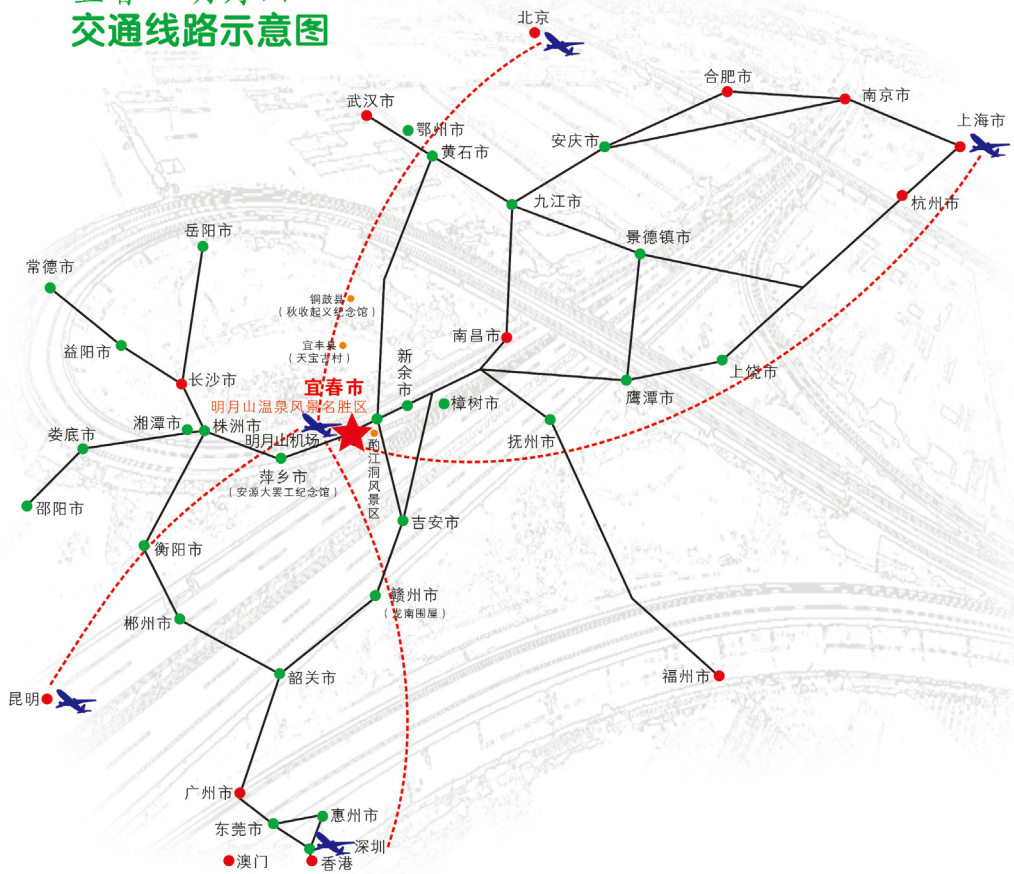 交通线路示意图
北京
合肥市
南京市
武汉市
鄂州市
上海市
安庆市
黄石市
九江市
杭州市
岳阳市
景德镇市
常德市
铜鼓县
(秋收起义纪念馆)
南昌市
宜丰县
(天宝古村)
益阳市
新余市
上饶市
长沙市
宜春市
鹰潭市
明月山温泉风景名胜区
樟树市
湘潭市
株洲市
娄底市
明月山机场
抚州市
酌江洞风景区
萍乡市
(安源大罢工纪念馆)
邵阳市
吉安市
衡阳市
赣州市
(龙南围屋)
郴州市
韶关市
福州市
昆明
广州市
惠州市
东莞市
深圳
澳门
香港